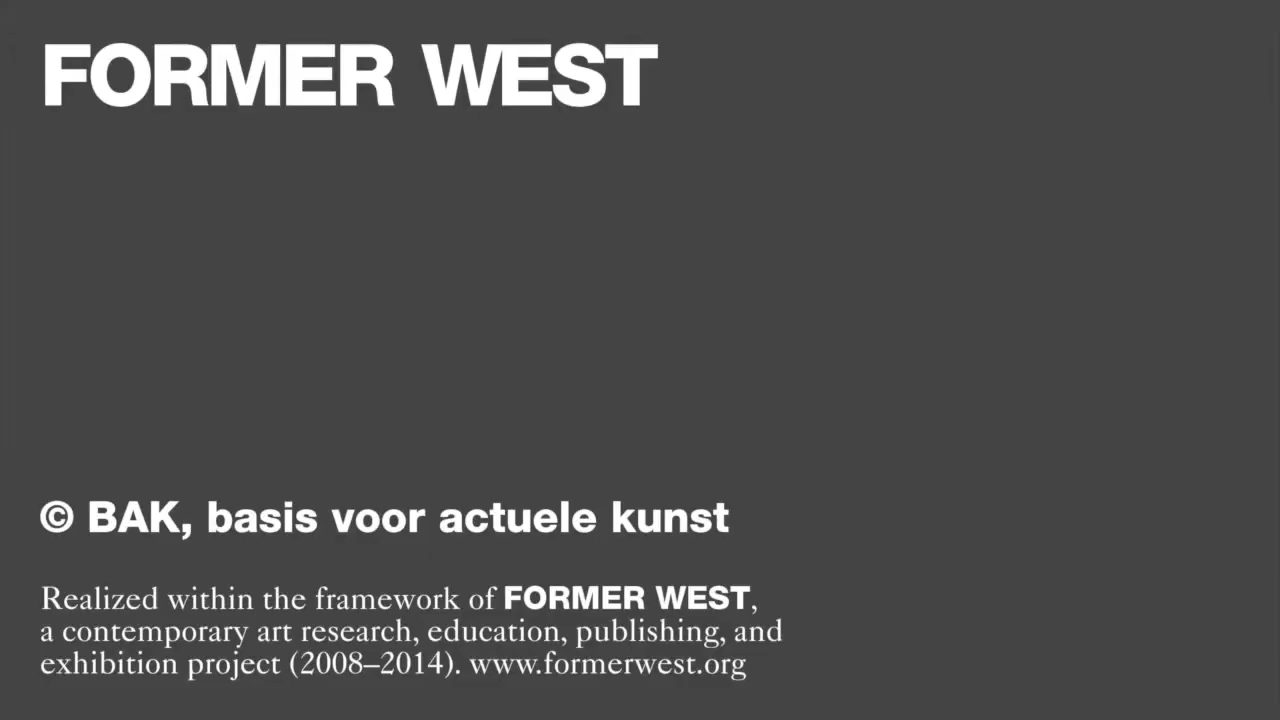 FORMER WEST
© BAK, basis voor actuele kunst
Realized within the framework of FORMER WEST,
a contemporary art research, education, publishing, and
exhibition project (2008–2014). www.formerwest.org